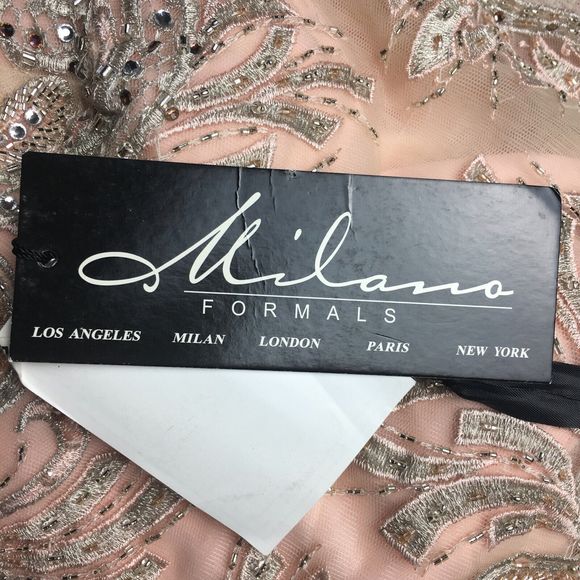 Milano
FORMALS
LOS ANGELES MILAN LONDON PARIS NEW YORK